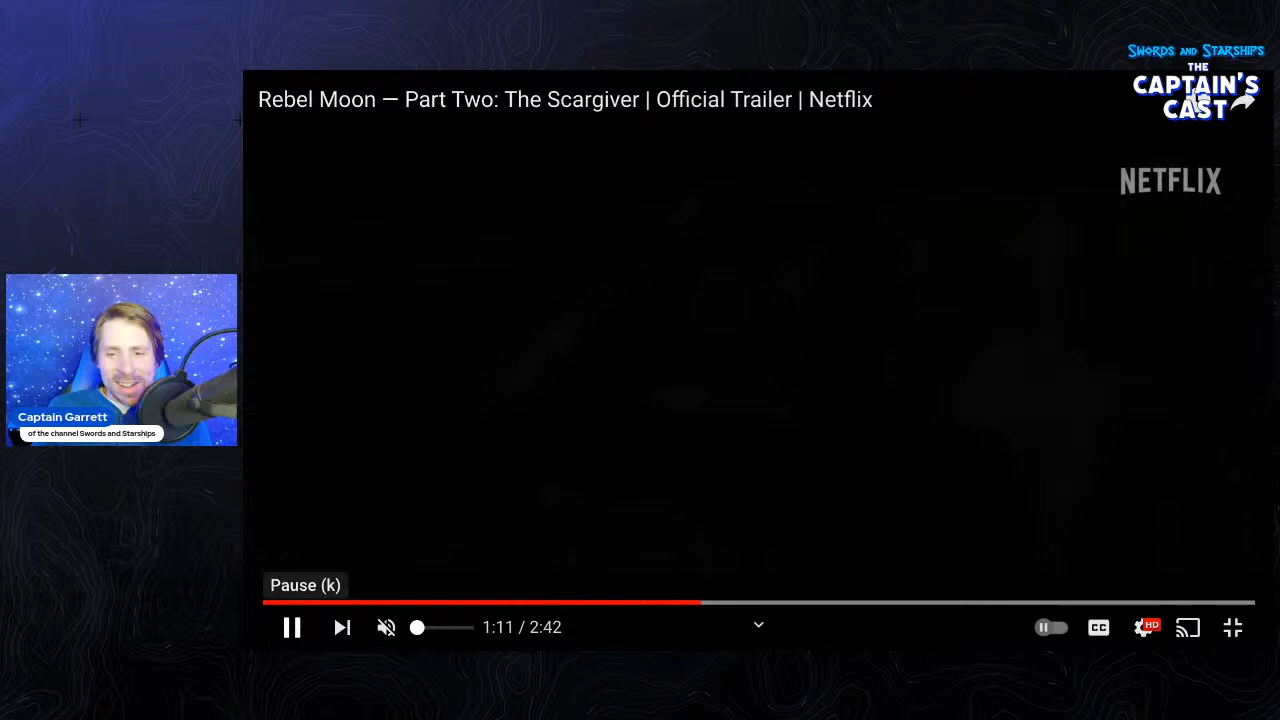 Swords and Starships
THE
CAPTAIN'S
CAST
Rebel Moon — Part Two: The Scargiver | Official Trailer | Netflix
NETFLIX
Captain Garrett
of the channel Swords and Starships
Pause (k)
1:11 / 2:42
CC
HD